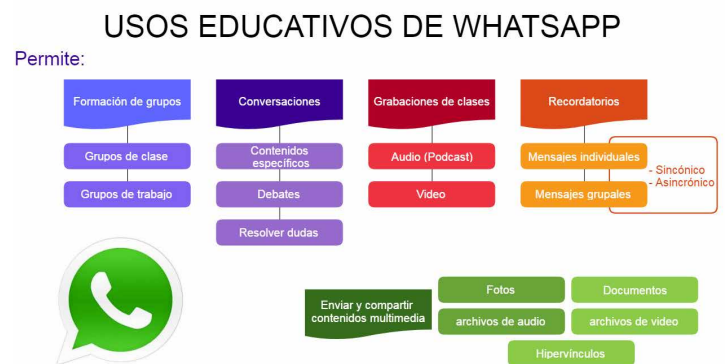 USOS EDUCATIVOS DE WHATSAPP
Permite:
Formación de grupos
Grupos de clase
Grupos de trabajo
Conversaciones
Contenidos
específicos
Debates
Resolver dudas
Grabaciones de clases
Audio (Podcast)
Video
Recordatorios
Mensajes individuales
Mensajes grupales
- Sincónico
- Asincrónico
Enviar y compartir
contenidos multimedia
Fotos
Documentos
archivos de audio
archivos de video
Hipervínculos